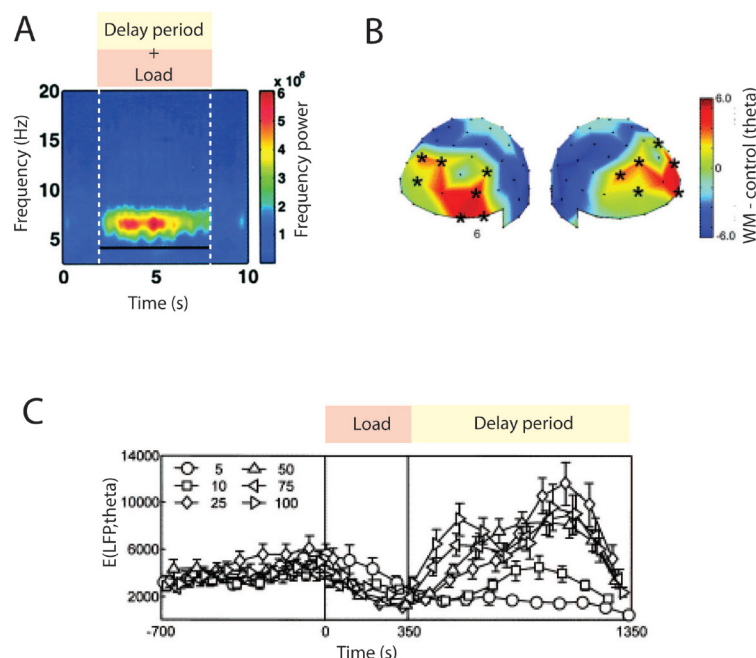 A
Delay period
+
Load
x 10⁶
20
15
10
5
Frequency (Hz)
0
5
10
Time (s)
6
5
4
3
2
1
Frequency power
B
6
6.0
0
-6.0
WM - control (theta)
C
Load
Delay period
14000
10000
6000
2000
E(LFP,theta)
5
50
10
75
25
100
-700
0
350
1350
Time (s)